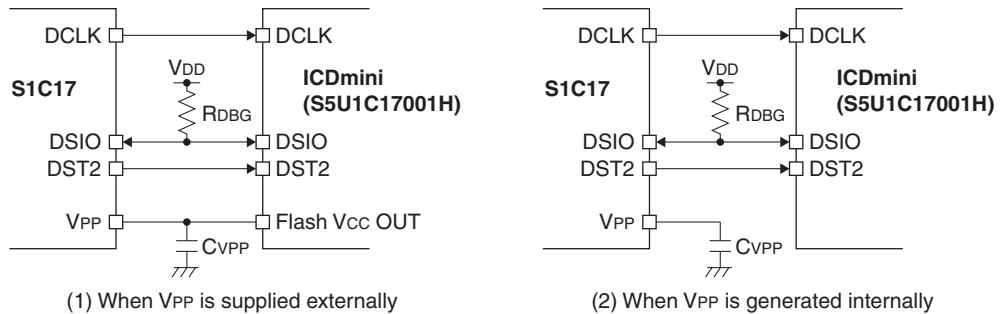 DCLK DCLK
VDD
S1C17
ICDmini
(S5U1C17001H)
RDBG
DSIO DSIO
DST2 DST2
VPP Flash VCC OUT
CVPP
(1) When VPP is supplied externally
DCLK DCLK
VDD
S1C17
ICDmini
(S5U1C17001H)
RDBG
DSIO DSIO
DST2 DST2
VPP
CVPP
(2) When VPP is generated internally